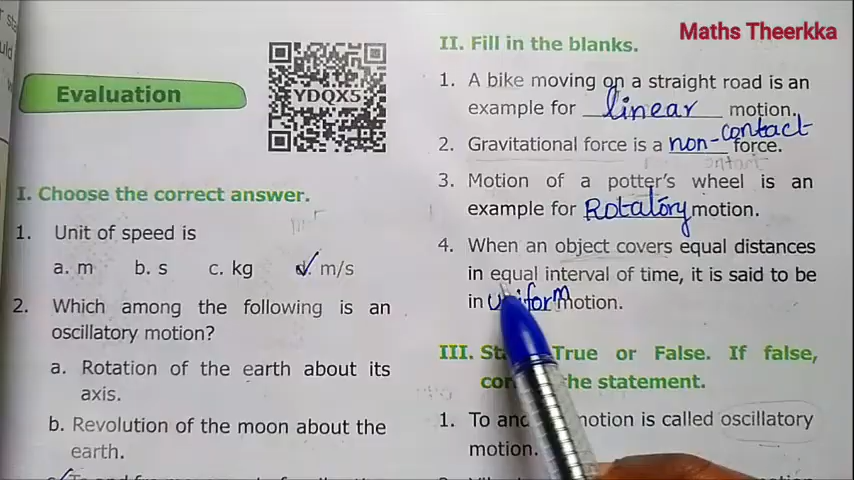 Maths Theerkka
Evaluation
YDQX5
I. Choose the correct answer.
1. Unit of speed is
a. m b. s c. kg d. m/s
2. Which among the following is an
oscillatory motion?
a. Rotation of the earth about its
axis.
b. Revolution of the moon about the
earth.
II. Fill in the blanks.
1. A bike moving on a straight road is an
example for linear motion.
2. Gravitational force is a non-contact force.
3. Motion of a potter's wheel is an
example for Rotatory motion.
4. When an object covers equal distances
in equal interval of time, it is said to be
in uniform motion.
III. True or False. If false,
the statement.
1. To and motion is called oscillatory
motion.